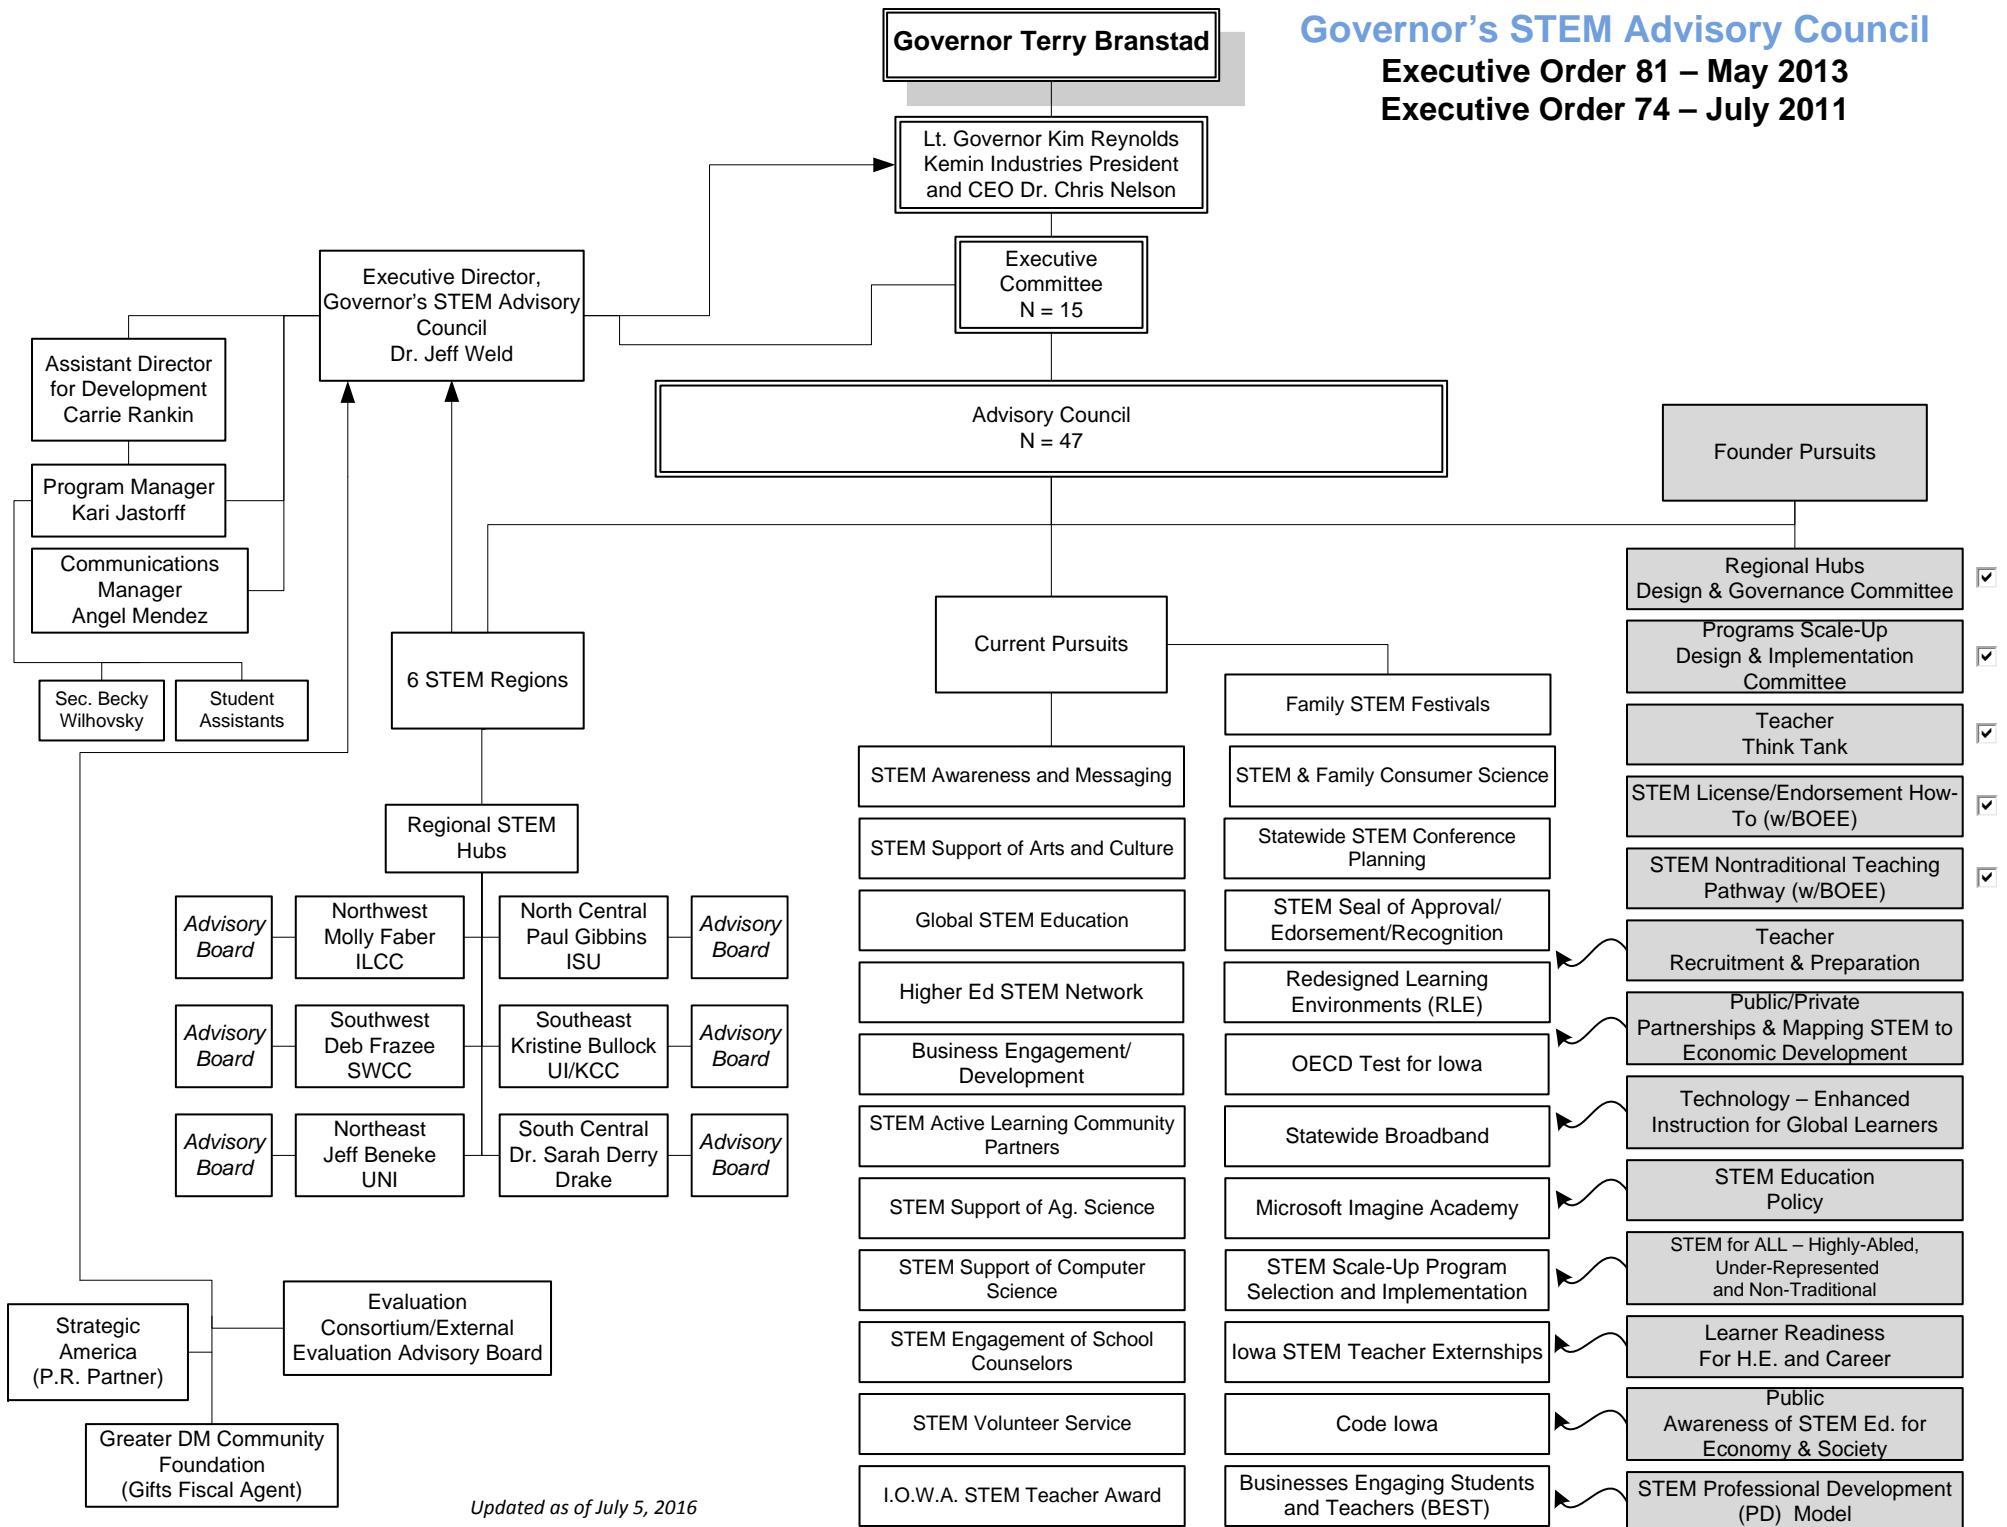 Governor Terry Branstad
Governor's STEM Advisory Council
Executive Order 81 – May 2013
Executive Order 74 – July 2011
Lt. Governor Kim Reynolds
Kemin Industries President
and CEO Dr. Chris Nelson
Executive
Committee
N = 15
Executive Director,
Governor's STEM Advisory
Council
Dr. Jeff Weld
Assistant Director
for Development
Carrie Rankin
Program Manager
Kari Jastorff
Communications
Manager
Angel Mendez
Sec. Becky
Wilhovsky
Student
Assistants
Advisory Council
N = 47
6 STEM Regions
Regional STEM
Hubs
Advisory
Board
Northwest
Molly Faber
ILCC
North Central
Paul Gibbins
ISU
Advisory
Board
Advisory
Board
Southwest
Deb Frazee
SWCC
Southeast
Kristine Bullock
UI/KCC
Advisory
Board
Advisory
Board
Northeast
Jeff Beneke
UNI
South Central
Dr. Sarah Derry
Drake
Advisory
Board
Strategic
America
(P.R. Partner)
Evaluation
Consortium/External
Evaluation Advisory Board
Greater DM Community
Foundation
(Gifts Fiscal Agent)
Updated as of July 5, 2016
Current Pursuits
STEM Awareness and Messaging
STEM Support of Arts and Culture
Global STEM Education
Higher Ed STEM Network
Business Engagement/
Development
STEM Active Learning Community
Partners
STEM Support of Ag. Science
STEM Support of Computer
Science
STEM Engagement of School
Counselors
STEM Volunteer Service
I.O.W.A. STEM Teacher Award
Family STEM Festivals
STEM & Family Consumer Science
Statewide STEM Conference
Planning
STEM Seal of Approval/
Edorsement/Recognition
Redesigned Learning
Environments (RLE)
OECD Test for Iowa
Statewide Broadband
Microsoft Imagine Academy
STEM Scale-Up Program
Selection and Implementation
Iowa STEM Teacher Externships
Code Iowa
Businesses Engaging Students
and Teachers (BEST)
Founder Pursuits
Regional Hubs
Design & Governance Committee
Programs Scale-Up
Design & Implementation
Committee
Teacher
Think Tank
STEM License/Endorsement How-
To (w/BOEE)
STEM Nontraditional Teaching
Pathway (w/BOEE)
Teacher
Recruitment & Preparation
Public/Private
Partnerships & Mapping STEM to
Economic Development
Technology – Enhanced
Instruction for Global Learners
STEM Education
Policy
STEM for ALL – Highly-Abled,
Under-Represented
and Non-Traditional
Learner Readiness
For H.E. and Career
Public
Awareness of STEM Ed. for
Economy & Society
STEM Professional Development
(PD) Model